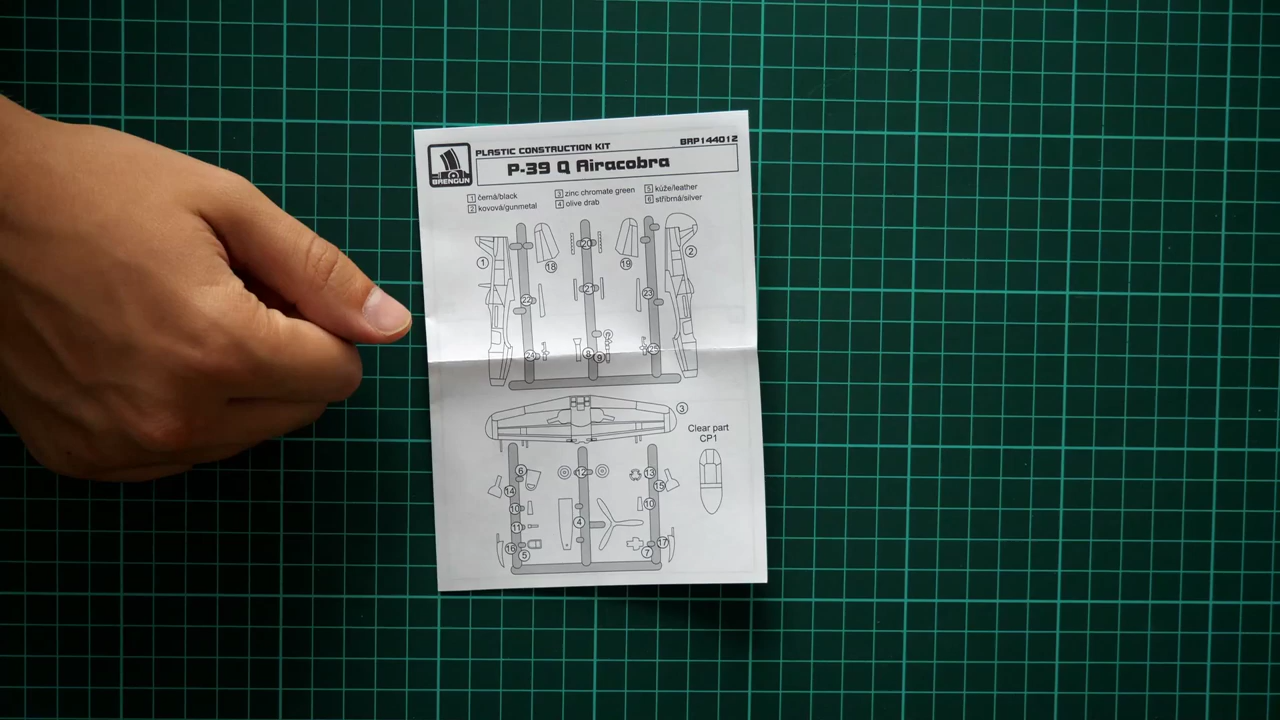 PLASTIC CONSTRUCTION KIT
BRP144012
BRENGUN
P-39 Q Airacobra
1 černá/black
3 zinc chromate green
5 kůže/leather
2 kovová/gunmetal
4 olive drab
6 stříbrná/silver
1
18
20
19
2
22
21
23
24
8
9
25
3
Clear part
CP1
6
12
13
14
15
10
10
11
4
16
5
7
17